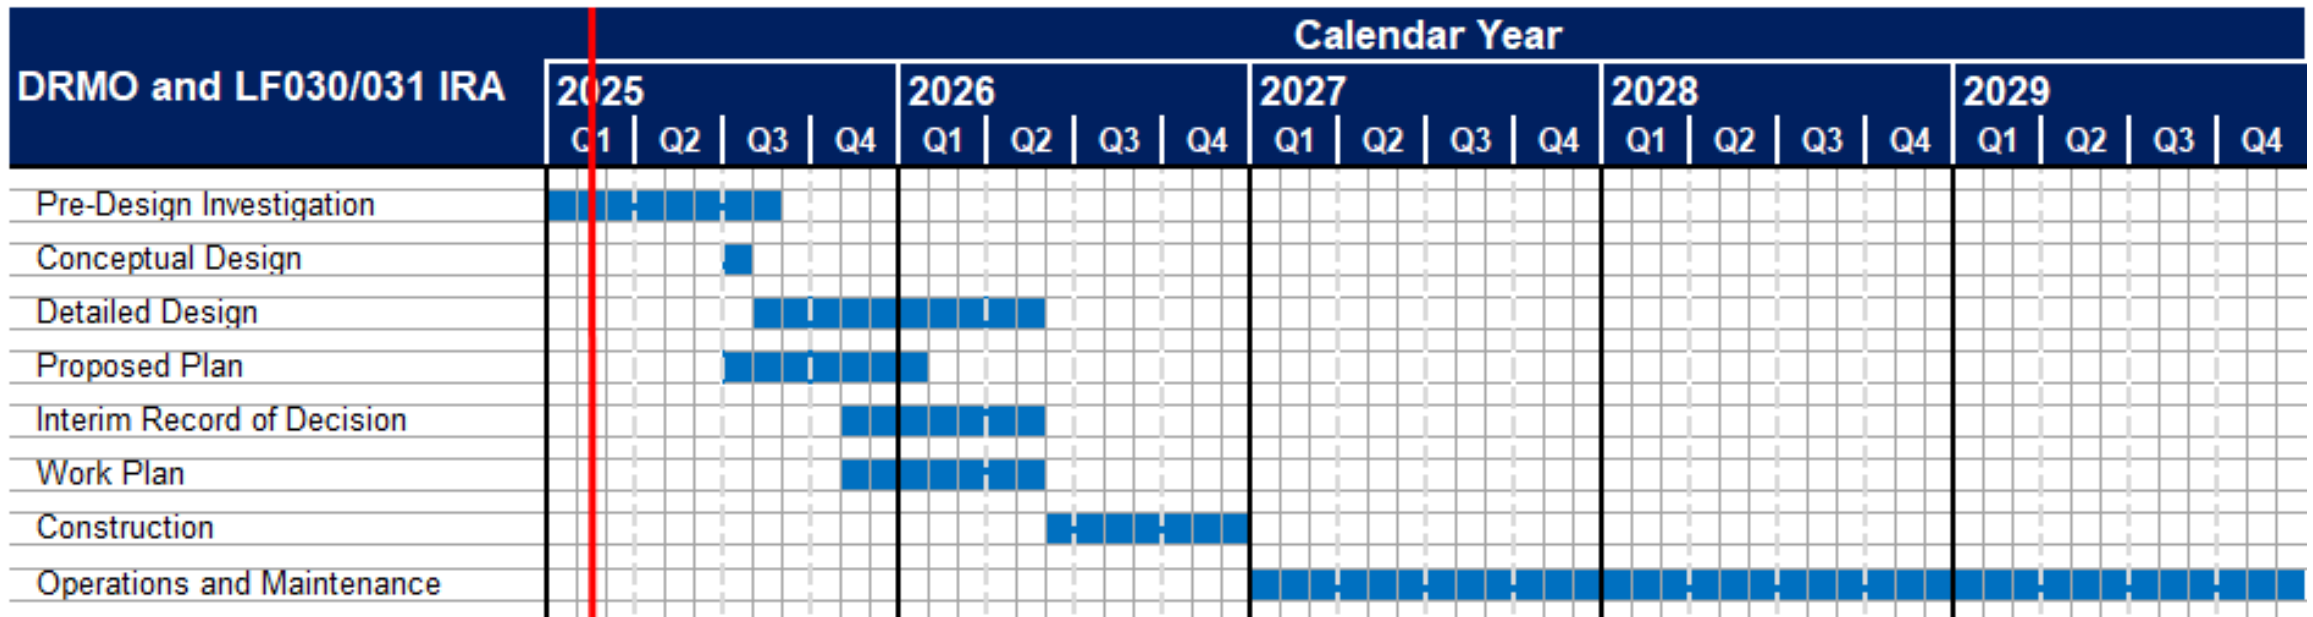 Calendar Year
DRMO and LF030/031 IRA
2025 2026 2027 2028 2029
Q1 Q2 Q3 Q4 Q1 Q2 Q3 Q4 Q1 Q2 Q3 Q4 Q1 Q2 Q3 Q4 Q1 Q2 Q3 Q4
Pre-Design Investigation
Conceptual Design
Detailed Design
Proposed Plan
Interim Record of Decision
Work Plan
Construction
Operations and Maintenance